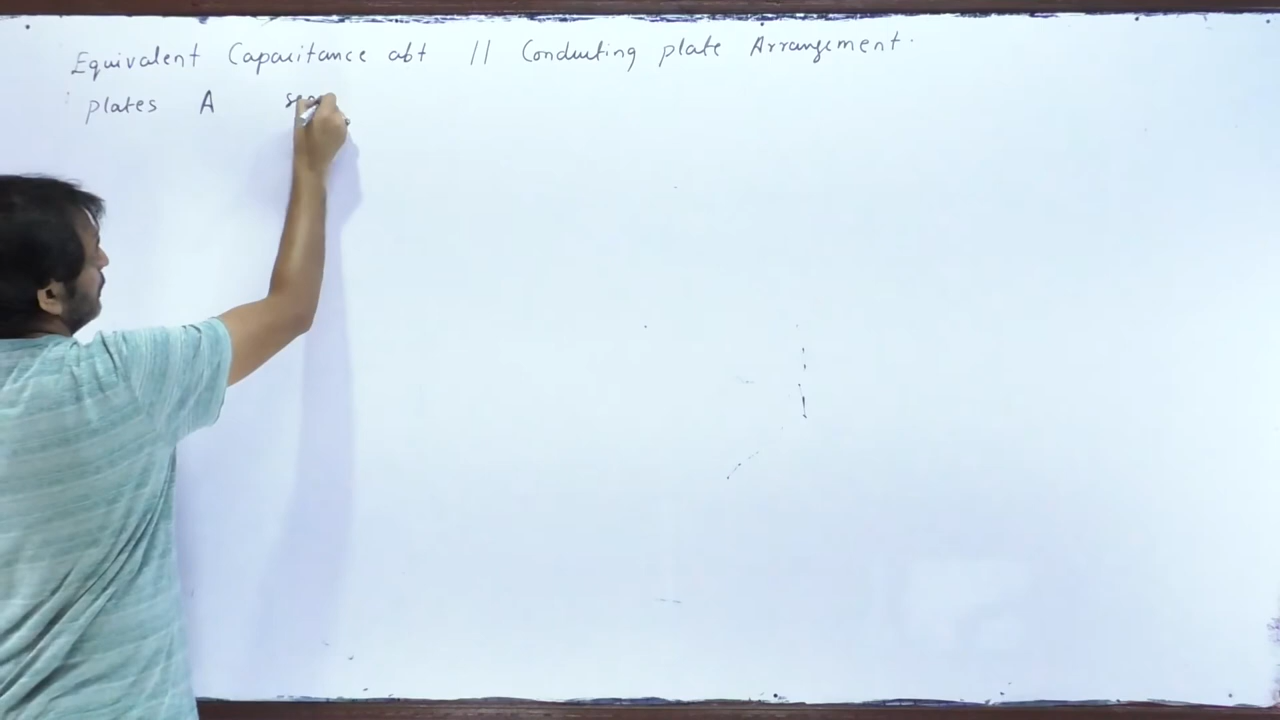 Equivalent Capacitance abt // Conducting plate Arrangement.
plates A